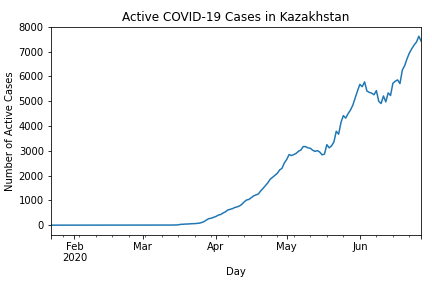 Active COVID-19 Cases in Kazakhstan
8000
7000
6000
5000
4000
3000
2000
1000
0
Number of Active Cases
Feb
2020
Mar
Apr
May
Jun
Day